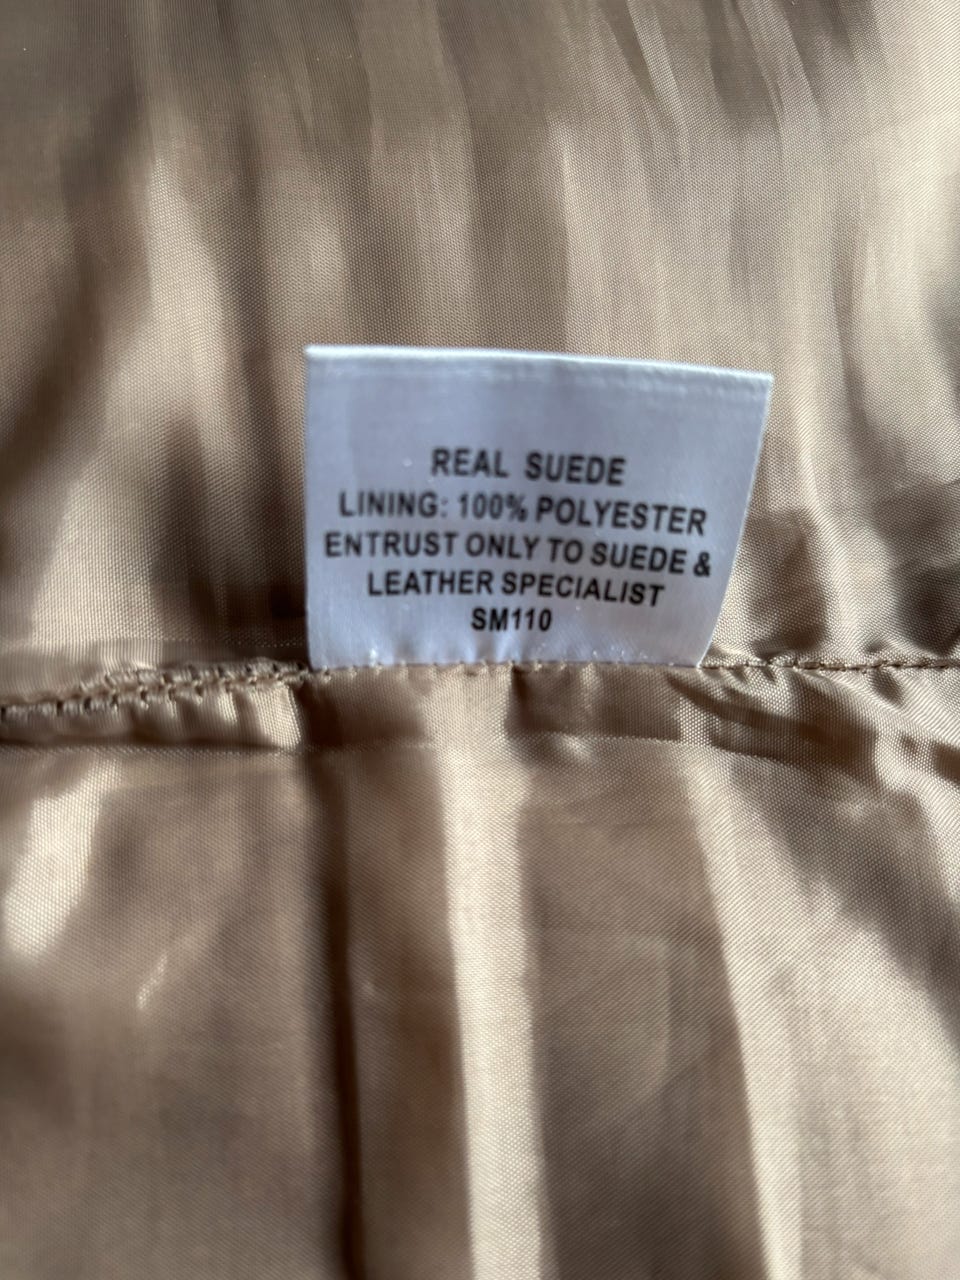 REAL SUEDE
LINING: 100% POLYESTER
ENTRUST ONLY TO SUEDE &
LEATHER SPECIALIST
SM110